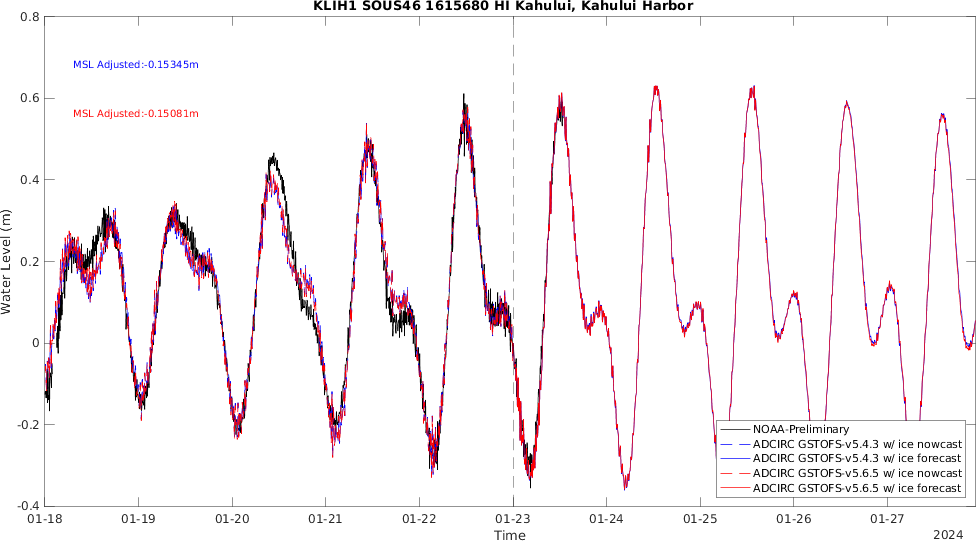 KLIH1 SOUS46 1615680 HI Kahului, Kahului Harbor
0.8
MSL Adjusted:-0.15345m
0.6
MSL Adjusted:-0.15081m
0.4
0.2
Water Level (m)
0
-0.2
NOAA-Preliminary
ADCIRC GSTOFS-v5.4.3 w/ ice nowcast
ADCIRC GSTOFS-v5.4.3 w/ ice forecast
ADCIRC GSTOFS-v5.6.5 w/ ice nowcast
ADCIRC GSTOFS-v5.6.5 w/ ice forecast
-0.4
01-18 01-19 01-20 01-21 01-22 01-23 01-24 01-25 01-26 01-27
Time
2024